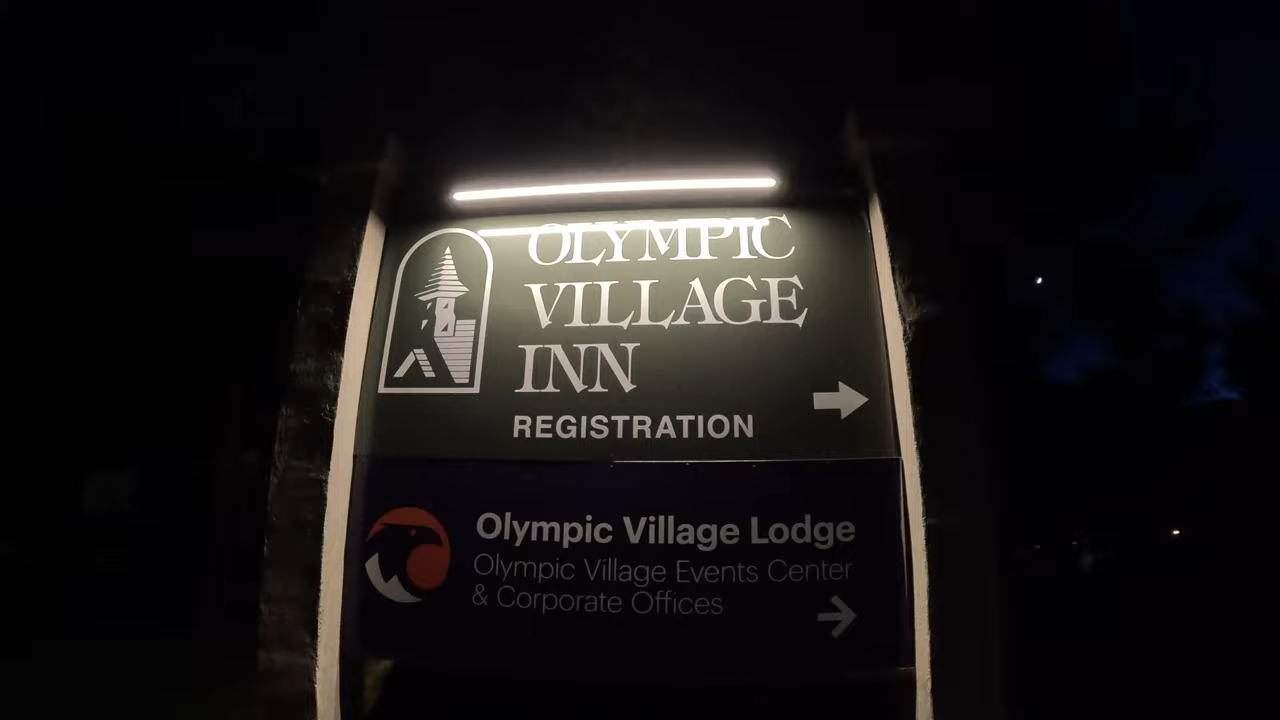 OLYMPIC
VILLAGE
INN
REGISTRATION
Olympic Village Lodge
Olympic Village Events Center
& Corporate Offices